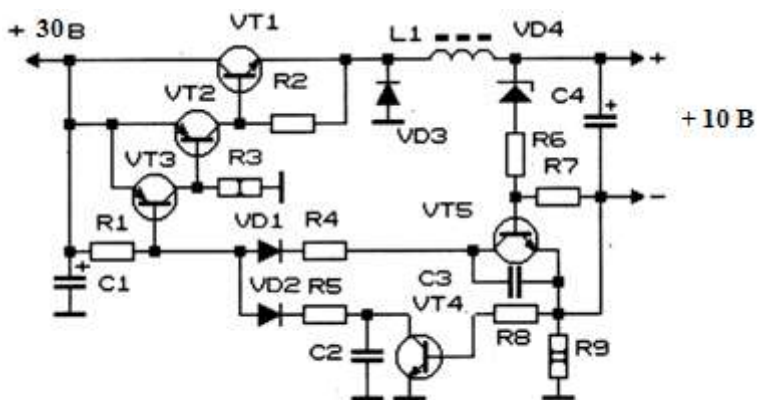 VT1
L1
VD4
+ 30 В
R2
C4
+
VT2
VD3
+ 10 В
R6
R7
VT3
R3
+
-
R1
VD1
R4
VT5
+
C1
VD2
R5
C3
VT4
C2
R8
R9